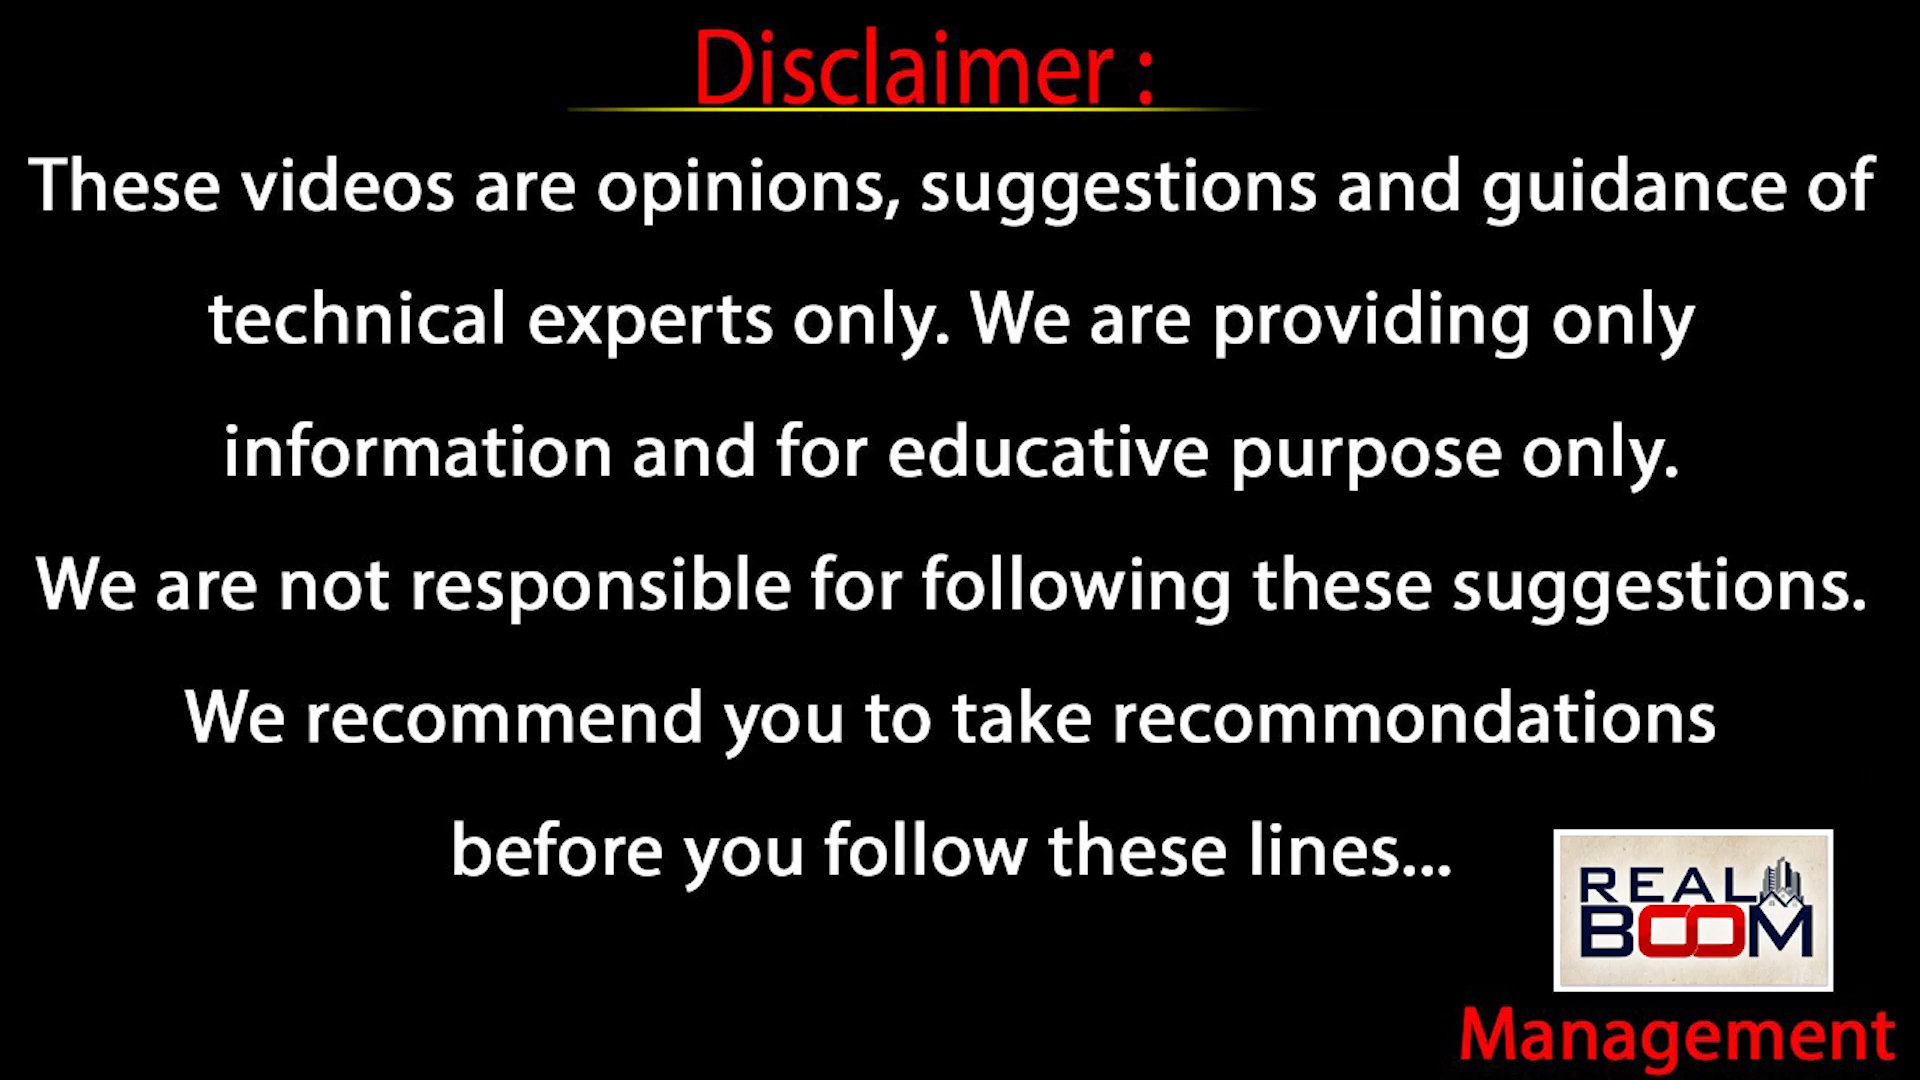 Disclaimer :
These videos are opinions, suggestions and guidance of
technical experts only. We are providing only
information and for educative purpose only.
We are not responsible for following these suggestions.
We recommend you to take recommondations
before you follow these lines...
REAL
BOOM
Management